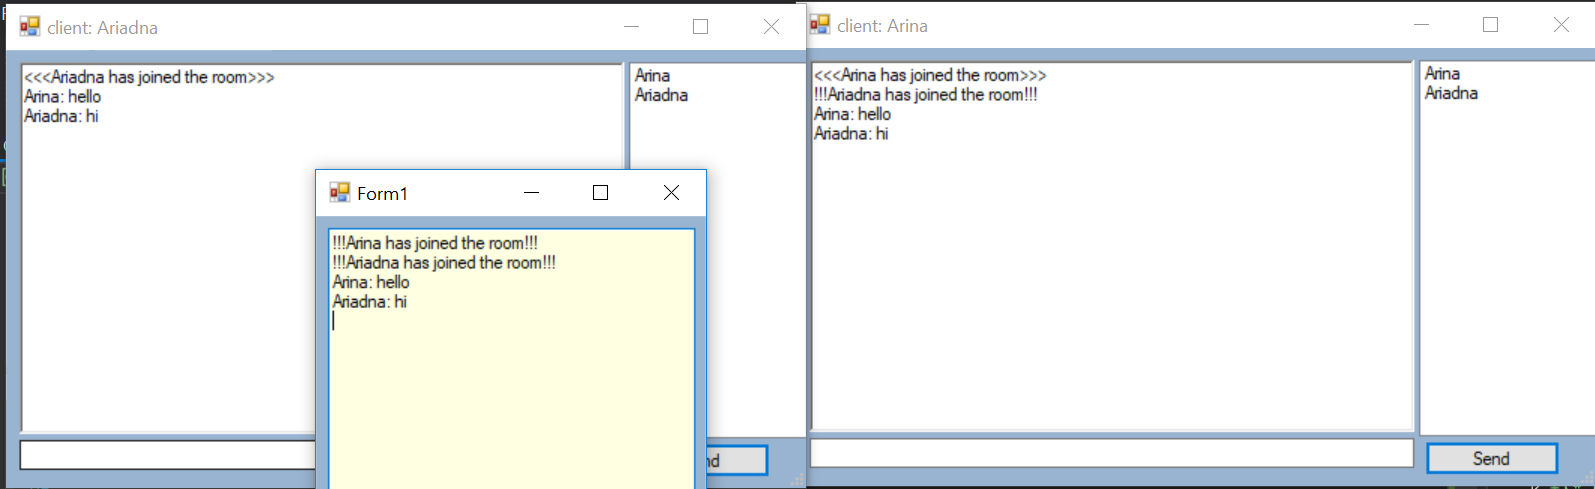 client: Ariadna
<<<Ariadna has joined the room>>>
Arina: hello
Ariadna: hi
Arina
Ariadna
Form1
!!!Arina has joined the room!!!
!!!Ariadna has joined the room!!!
Arina: hello
Ariadna: hi
nd
client: Arina
<<<Arina has joined the room>>>
!!!Ariadna has joined the room!!!
Arina: hello
Ariadna: hi
Arina
Ariadna
Send